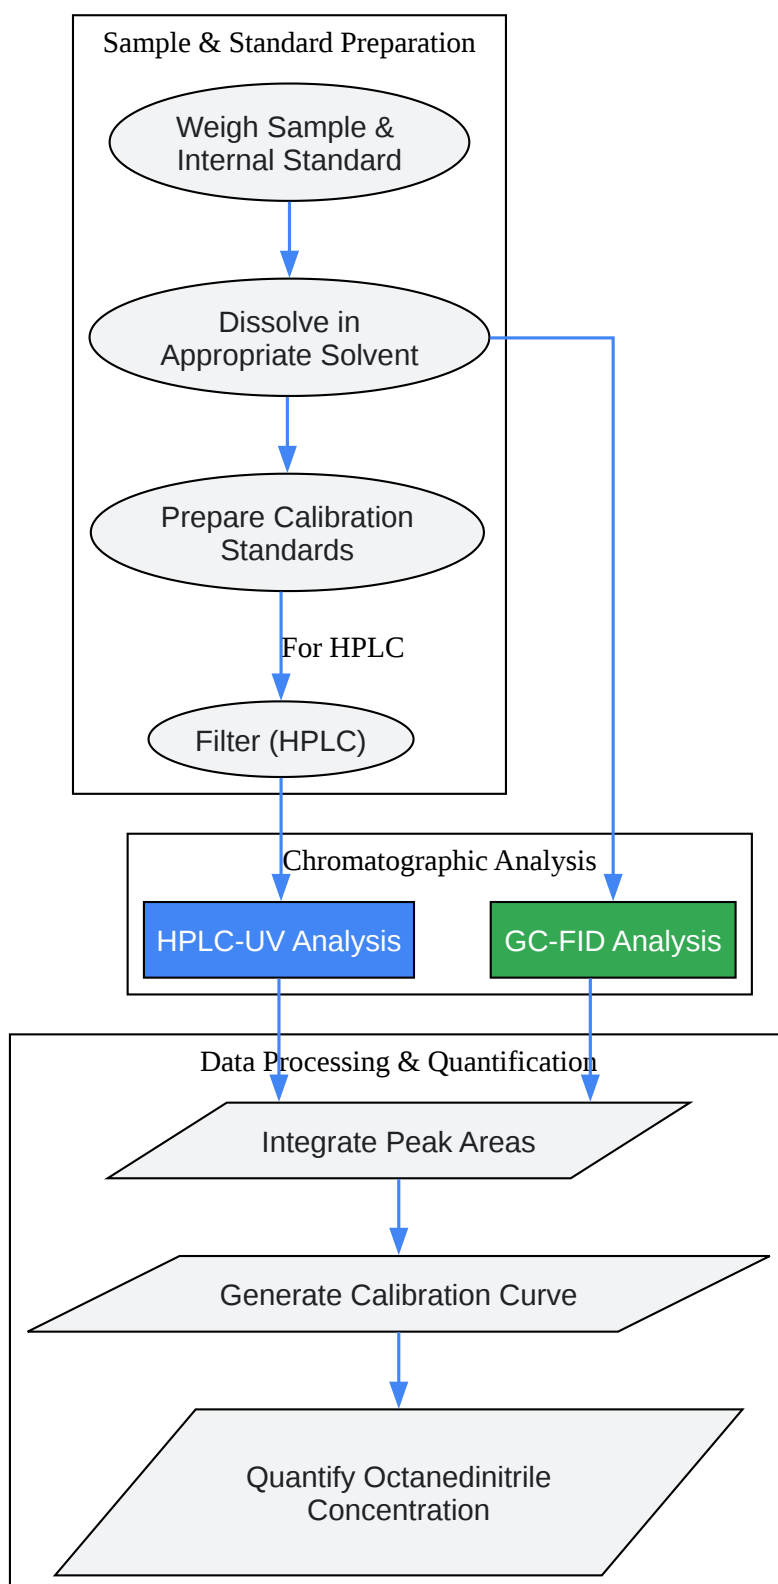 Sample & Standard Preparation
Weigh Sample &
Internal Standard
Dissolve in
Appropriate Solvent
Prepare Calibration
Standards
For HPLC
Filter (HPLC)
Chromatographic Analysis
HPLC-UV Analysis
GC-FID Analysis
Data Processing & Quantification
Integrate Peak Areas
Generate Calibration Curve
Quantify Octanedinitrile
Concentration